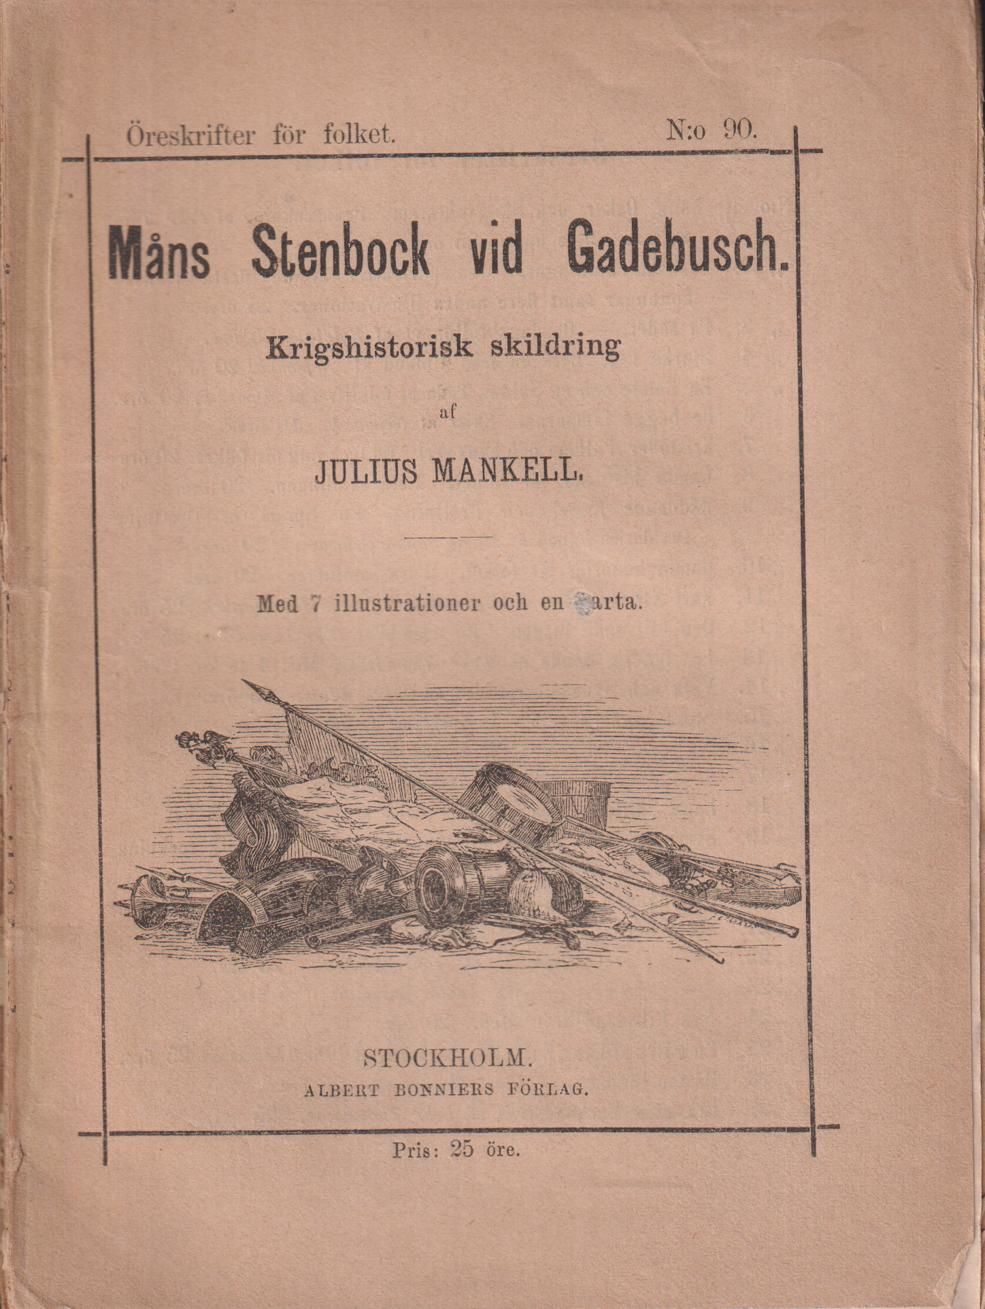 Öreskrifter för folket. N:o 90.
Måns Stenbock vid Gadebusch.
Krigshistorisk skildring
af
JULIUS MANKELL.
Med 7 illustrationer och en arta.
STOCKHOLM.
ALBERT BONNIERS FÖRLAG.
Pris: 25 öre.